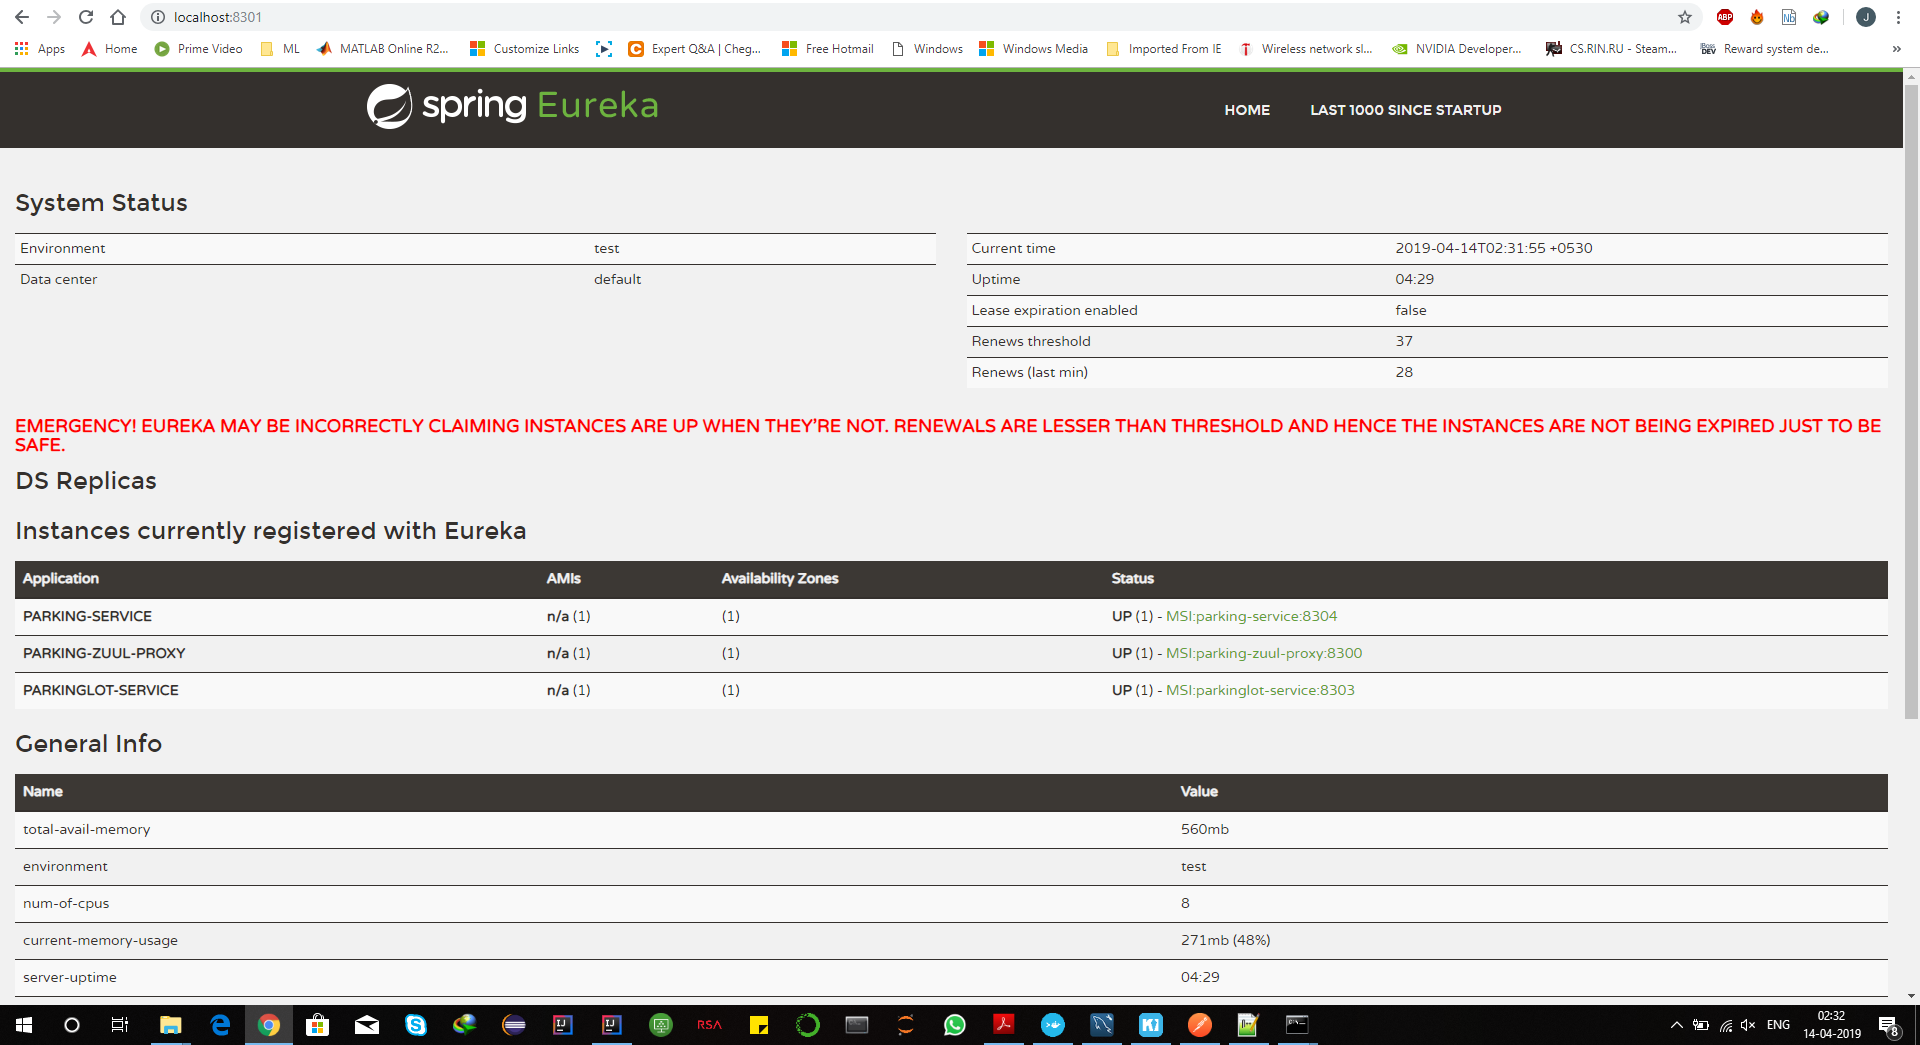 localhost:8301
ABP
Nb
J
Apps
Home
Prime Video
ML
MATLAB Online R2...
Customize Links
Expert Q&A | Cheg...
Free Hotmail
Windows
Windows Media
Imported From IE
Wireless network sl...
NVIDIA Developer...
CS.RIN.RU - Steam...
Reward system de...
»
spring Eureka
HOME
LAST 1000 SINCE STARTUP
System Status
Environment test
Data center default
Current time 2019-04-14T02:31:55 +0530
Uptime 04:29
Lease expiration enabled false
Renews threshold 37
Renews (last min) 28
EMERGENCY! EUREKA MAY BE INCORRECTLY CLAIMING INSTANCES ARE UP WHEN THEY'RE NOT. RENEWALS ARE LESSER THAN THRESHOLD AND HENCE THE INSTANCES ARE NOT BEING EXPIRED JUST TO BE
SAFE.
DS Replicas
Instances currently registered with Eureka
Application AMIs Availability Zones Status
PARKING-SERVICE n/a (1) (1) UP (1) - MSI:parking-service:8304
PARKING-ZUUL-PROXY n/a (1) (1) UP (1) - MSI:parking-zuul-proxy:8300
PARKINGLOT-SERVICE n/a (1) (1) UP (1) - MSI:parkinglot-service:8303
General Info
Name Value
total-avail-memory 560mb
environment test
num-of-cpus 8
current-memory-usage 271mb (48%)
server-uptime 04:29
IJ
IJ
RSA
ENG
02:32
14-04-2019
8